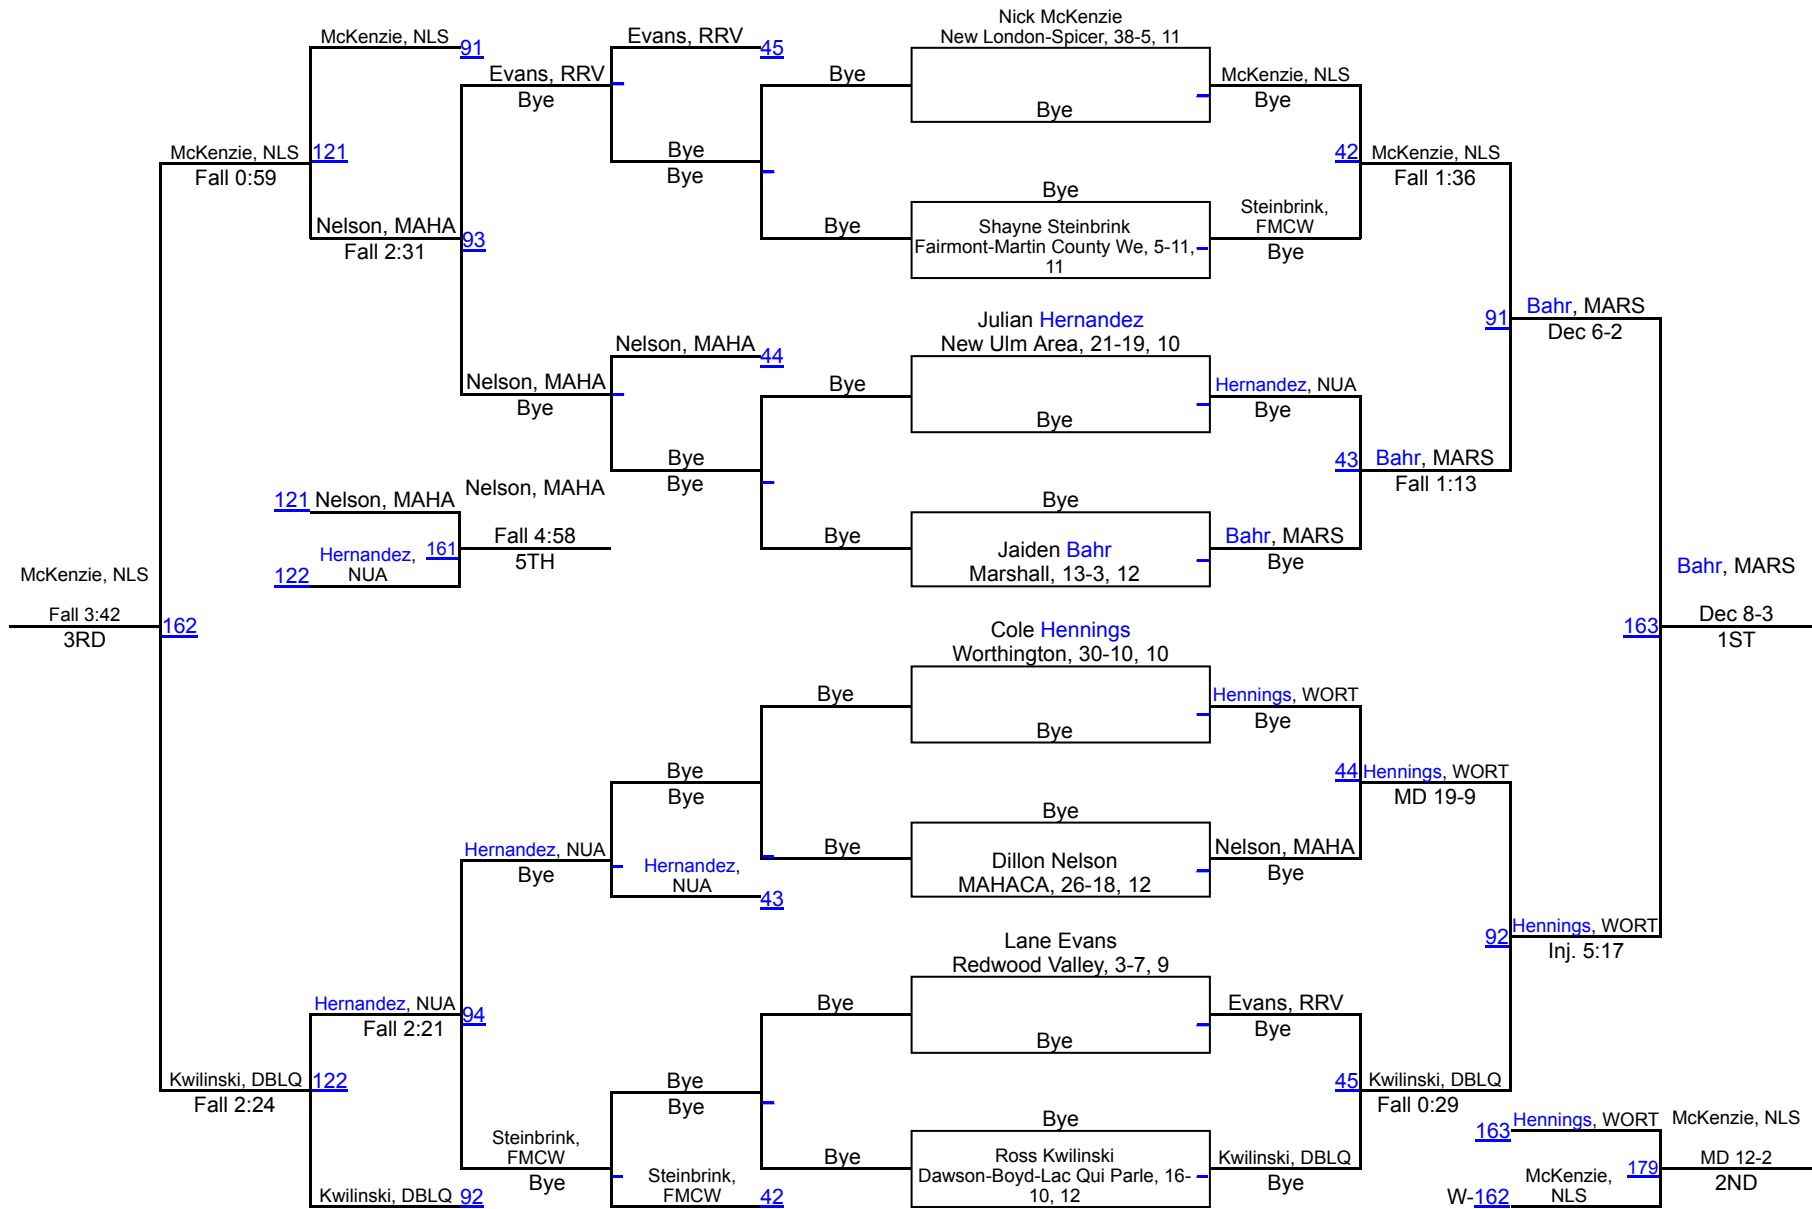 Nick McKenzie
New London-Spicer, 38-5, 11
McKenzie, NLS
91
Evans, RRV
45
Bye
Evans, RRV
Bye
McKenzie, NLS
Bye
Bye
McKenzie, NLS
Fall 0:59
121
Bye
Bye
42
McKenzie, NLS
Fall 1:36
Bye
Nelson, MAHA
Fall 2:31
93
Bye
Shayne Steinbrink
Fairmont-Martin County We, 5-11,
11
Steinbrink,
FMCW
Bye
Julian Hernandez
New Ulm Area, 21-19, 10
91
Bahr, MARS
Dec 6-2
Nelson, MAHA
44
Nelson, MAHA
Bye
Bye
Bye
Hernandez, NUA
Bye
Bye
Bye
43
Bahr, MARS
Fall 1:13
121
Nelson, MAHA
Nelson, MAHA
Bye
Hernandez,
NUA
161
122
Fall 4:58
5TH
Bye
Jaiden Bahr
Marshall, 13-3, 12
Bahr, MARS
Bye
McKenzie, NLS
Fall 3:42
3RD
162
Bahr, MARS
Dec 8-3
1ST
163
Cole Hennings
Worthington, 30-10, 10
Bye
Bye
Hennings, WORT
Bye
Bye
Bye
44
Hennings, WORT
MD 19-9
Bye
Hernandez, NUA
Bye
Hernandez,
NUA
43
Bye
Dillon Nelson
MAHACA, 26-18, 12
Nelson, MAHA
Bye
92
Hennings, WORT
Inj. 5:17
Lane Evans
Redwood Valley, 3-7, 9
Hernandez, NUA
Fall 2:21
94
Bye
Bye
Evans, RRV
Bye
Kwilinski, DBLQ
Fall 2:24
122
Bye
Bye
45
Kwilinski, DBLQ
Fall 0:29
Bye
Steinbrink,
FMCW
Bye
Bye
Ross Kwilinski
Dawson-Boyd-Lac Qui Parle, 16-
10, 12
Kwilinski, DBLQ
Bye
Kwilinski, DBLQ
92
Steinbrink,
FMCW
42
163
Hennings, WORT
McKenzie, NLS
McKenzie,
NLS
179
W-162
MD 12-2
2ND